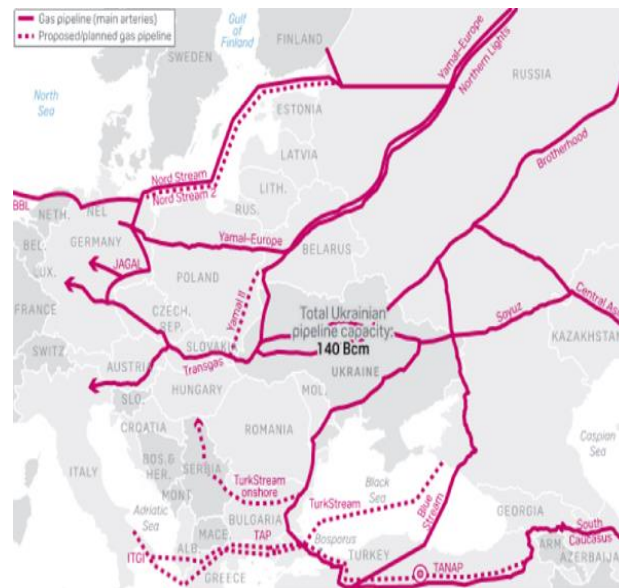 Gas pipeline (main arteries)
Proposed/planned gas pipeline
Gulf
of
Finland
FINLAND
SWEDEN
RUSSIA
Yamal–Europe
Northern Lights
North
Sea
ESTONIA
LATVIA
LITH.
RUS.
Brotherhood
Nord Stream
Nord Stream 2
BBL
NETH.
NEL
BEL.
GERMANY
LUX.
JAGAL
Yamal–Europe
BELARUS
POLAND
Yamal II
FRANCE
CZECH.
REP.
Total Ukrainian
pipeline capacity:
140 Bcm
Soyuz
Central Asia
KAZAKHSTAN
SWITZ
SLOVAKIA
Transgas
UKRAINE
AUSTRIA
SLO.
HUNGARY
MOL.
CROATIA
ROMANIA
BOS.&
HER.
SERBIA
ITALY
MONT.
Adriatic
Sea
TurkStream
onshore
Black
Sea
TurkStream
Blue
Stream
Caspian
Sea
GEORGIA
BULGARIA
Bosporus
TAP
MACE.
ALB.
ITGI
GREECE
TURKEY
TANAP
South
Caucasus
ARM.
AZERBAIJA